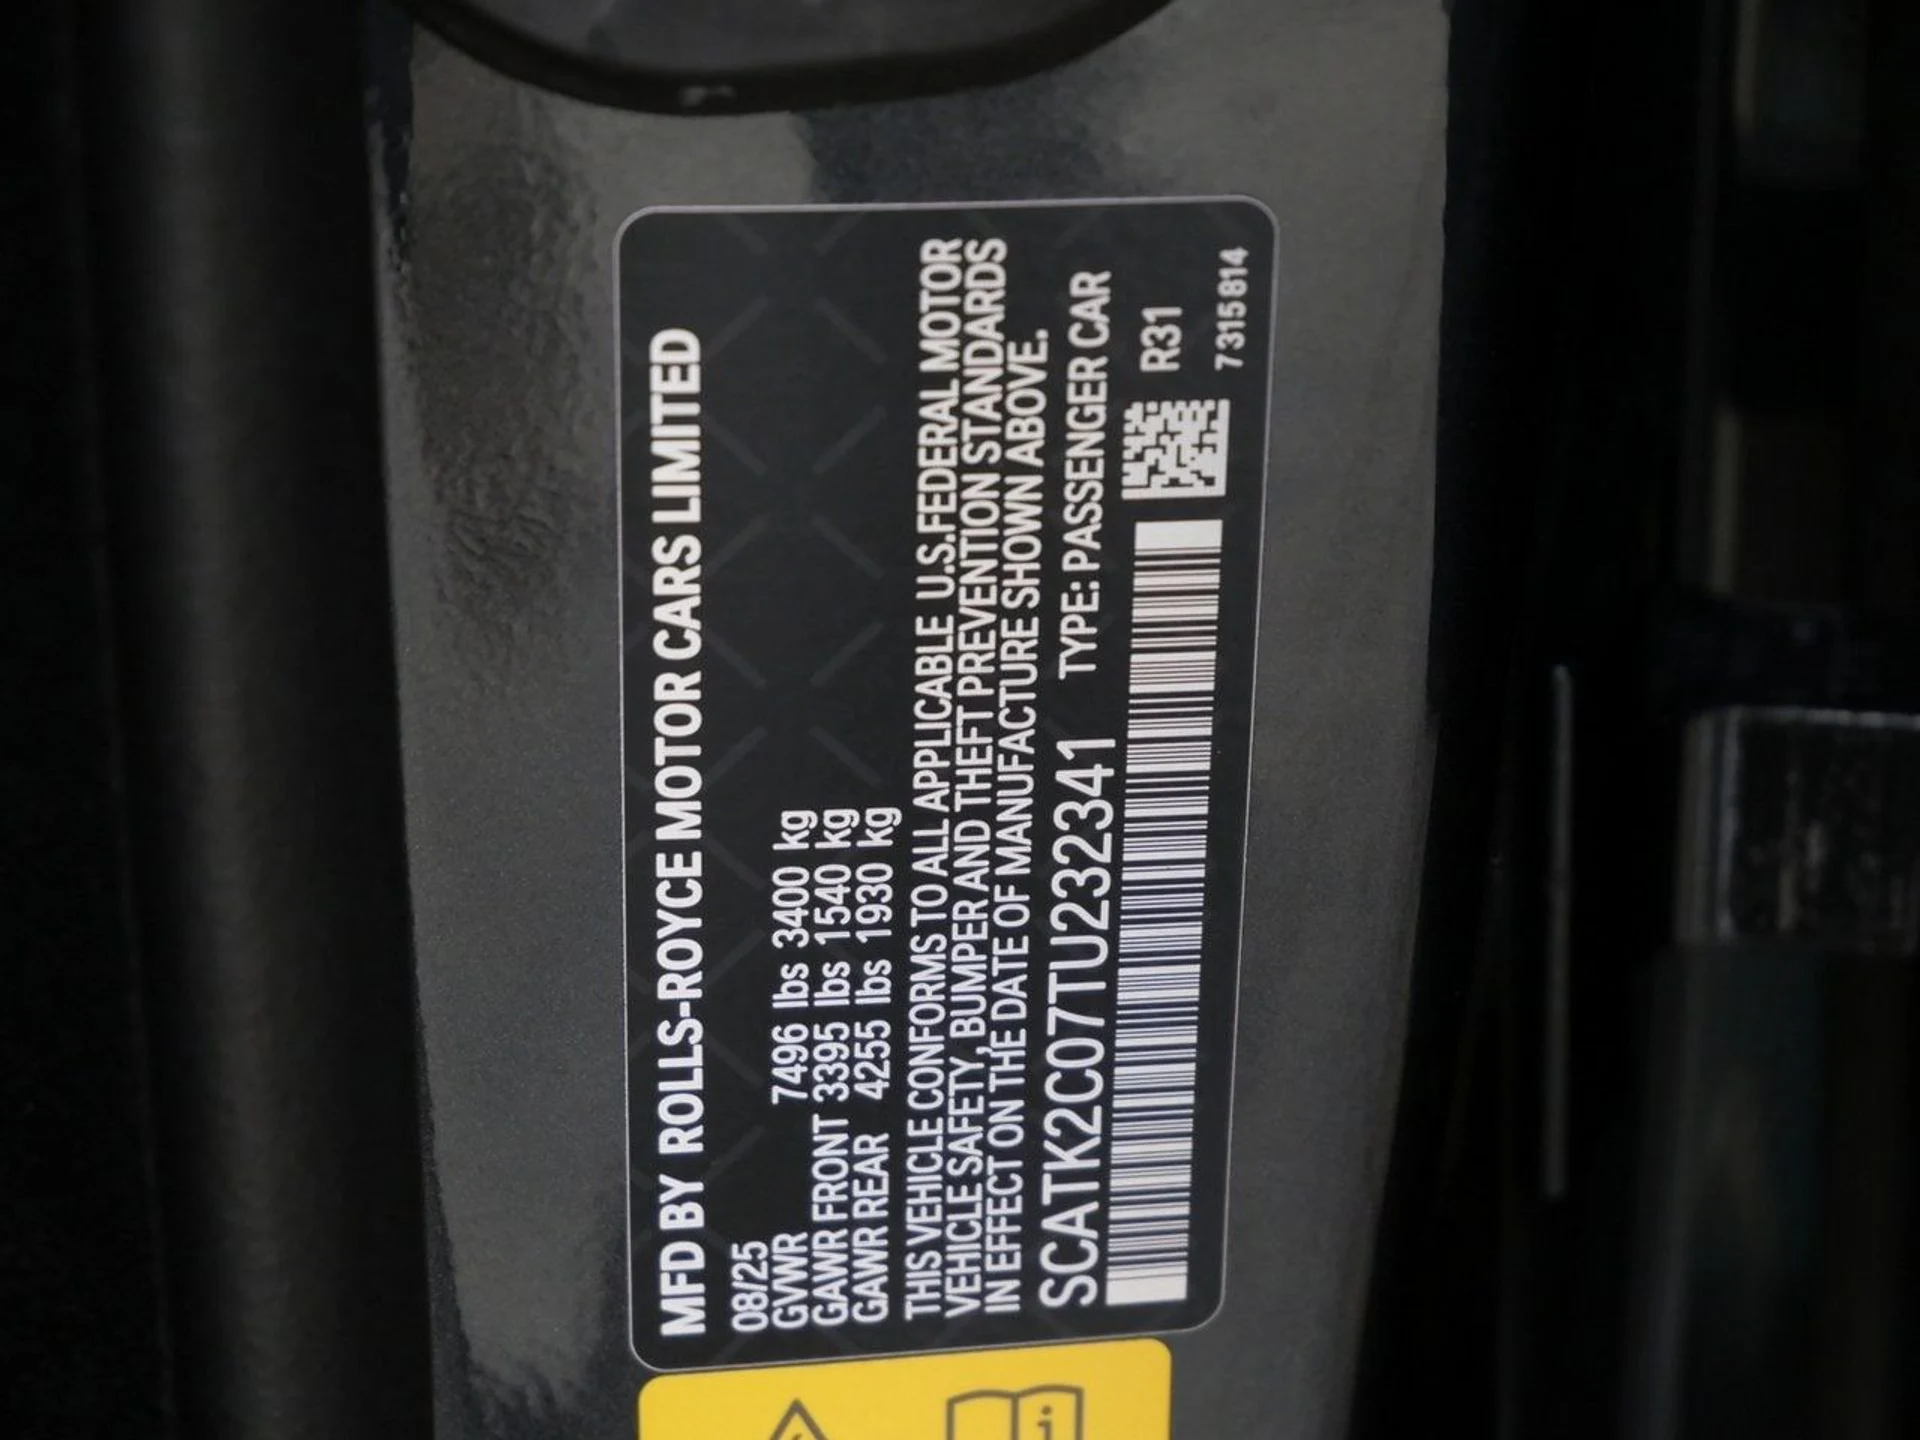 MFD BY ROLLS-ROYCE MOTOR CARS LIMITED
08/25
GVWR 7496 lbs 3400 kg
GAWR FRONT 3395 lbs 1540 kg
GAWR REAR 4255 lbs 1930 kg
THIS VEHICLE CONFORMS TO ALL APPLICABLE U.S.FEDERAL MOTOR
VEHICLE SAFETY, BUMPER AND THEFT PREVENTION STANDARDS
IN EFFECT ON THE DATE OF MANUFACTURE SHOWN ABOVE.
SCATK2C07TU232341 TYPE: PASSENGER CAR
R31
7315814